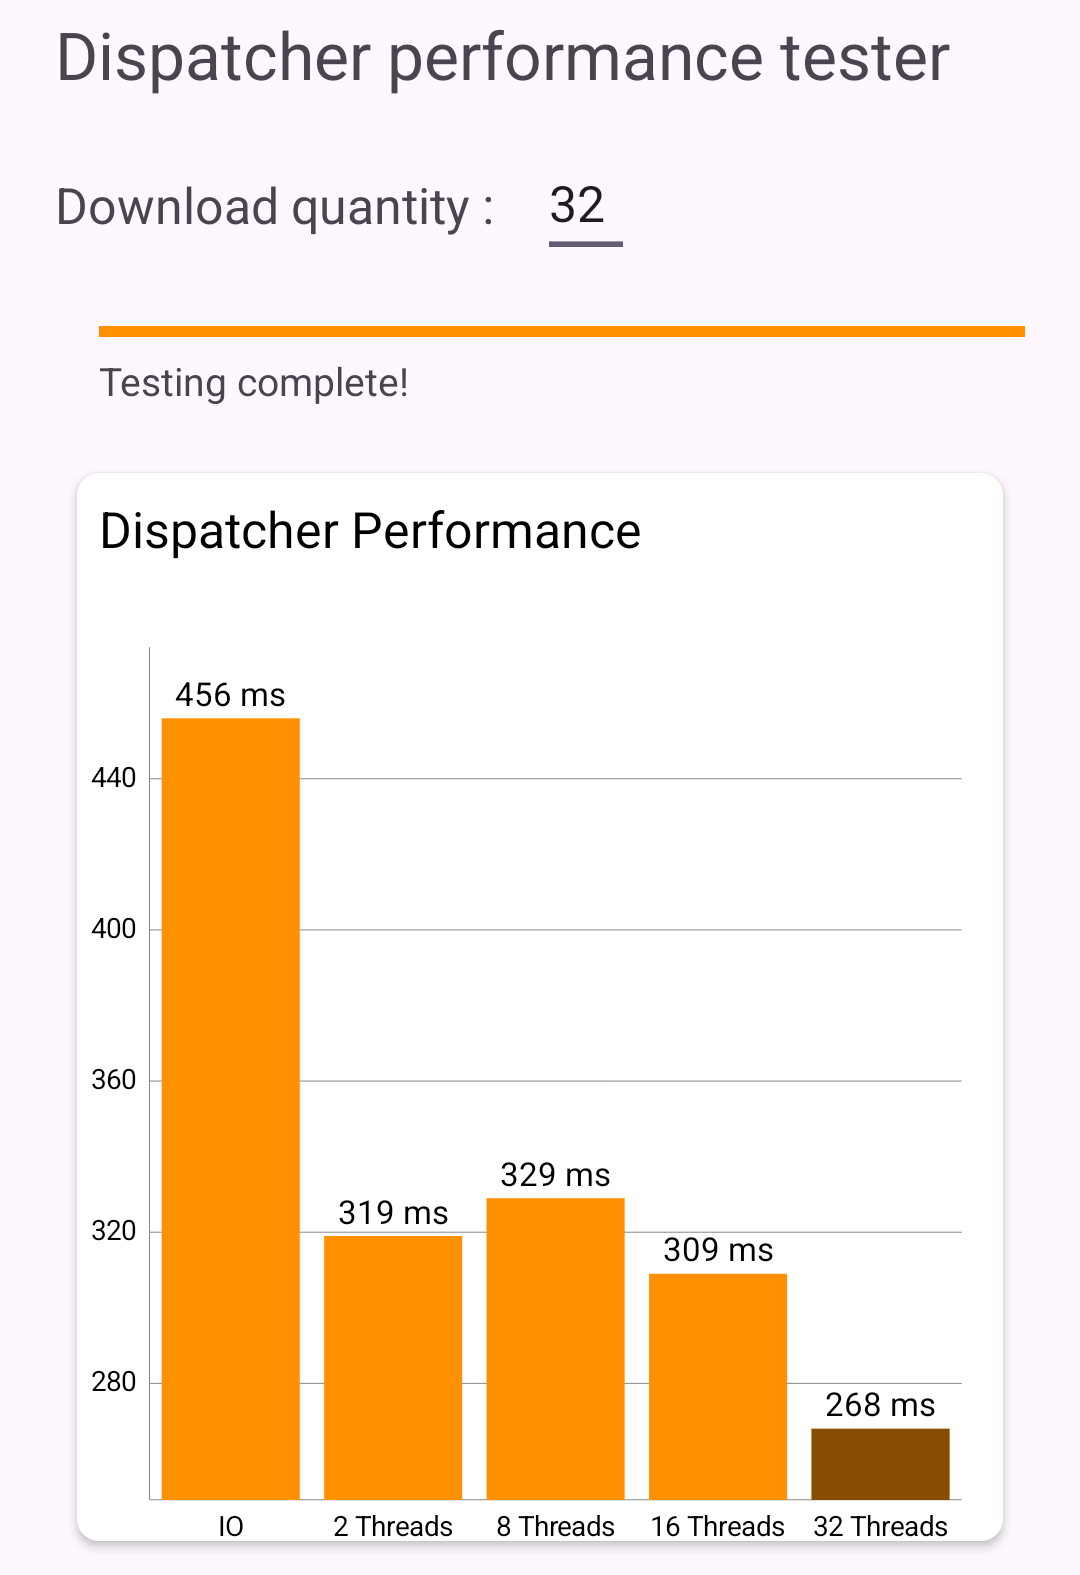 Dispatcher performance tester
Download quantity : 32
Testing complete!
Dispatcher Performance
456 ms
440
400
360
329 ms
319 ms
320
309 ms
280
268 ms
IO 2 Threads 8 Threads 16 Threads 32 Threads